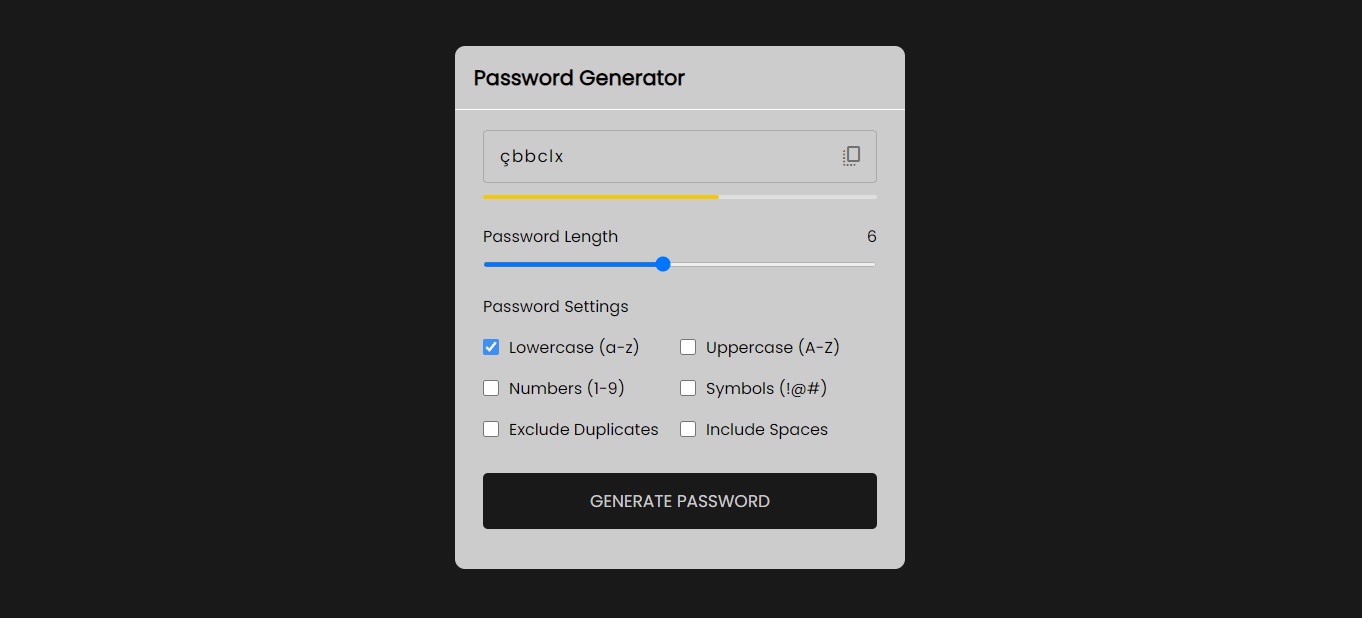 Password Generator
çbbclx
Password Length 6
Password Settings
Lowercase (a-z) Uppercase (A-Z)
Numbers (1-9) Symbols (!@#)
Exclude Duplicates Include Spaces
GENERATE PASSWORD